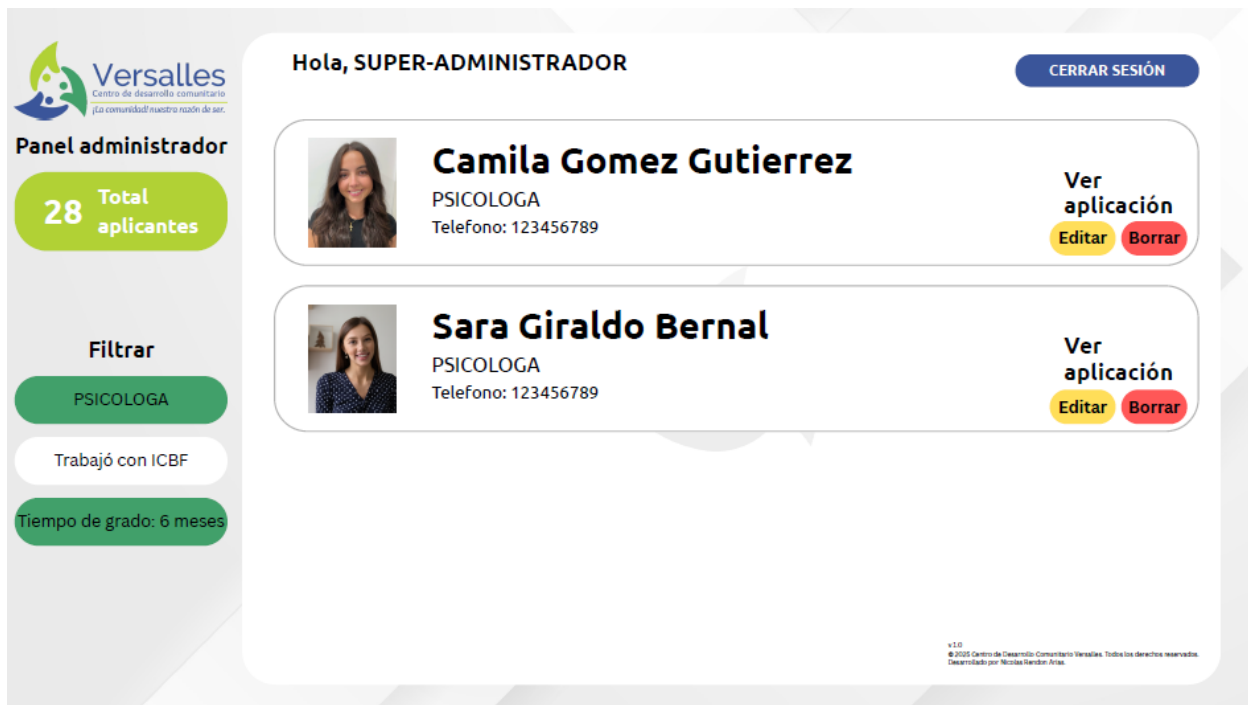 Versalles
Centro de desarrollo comunitario
¡La comunidad! nuestra razón de ser.
Panel administrador
28 Total
aplicantes
Filtrar
PSICOLOGA
Trabajó con ICBF
Tiempo de grado: 6 meses
Hola, SUPER-ADMINISTRADOR
CERRAR SESIÓN
Camila Gomez Gutierrez
PSICOLOGA
Telefono: 123456789
Ver
aplicación
Editar Borrar
Sara Giraldo Bernal
PSICOLOGA
Telefono: 123456789
Ver
aplicación
Editar Borrar
v 1.0
© 2025 Centro de Desarrollo Comunitario Versalles. Todos los derechos reservados.
Desarrollado por Nicolas Rendon Arias.